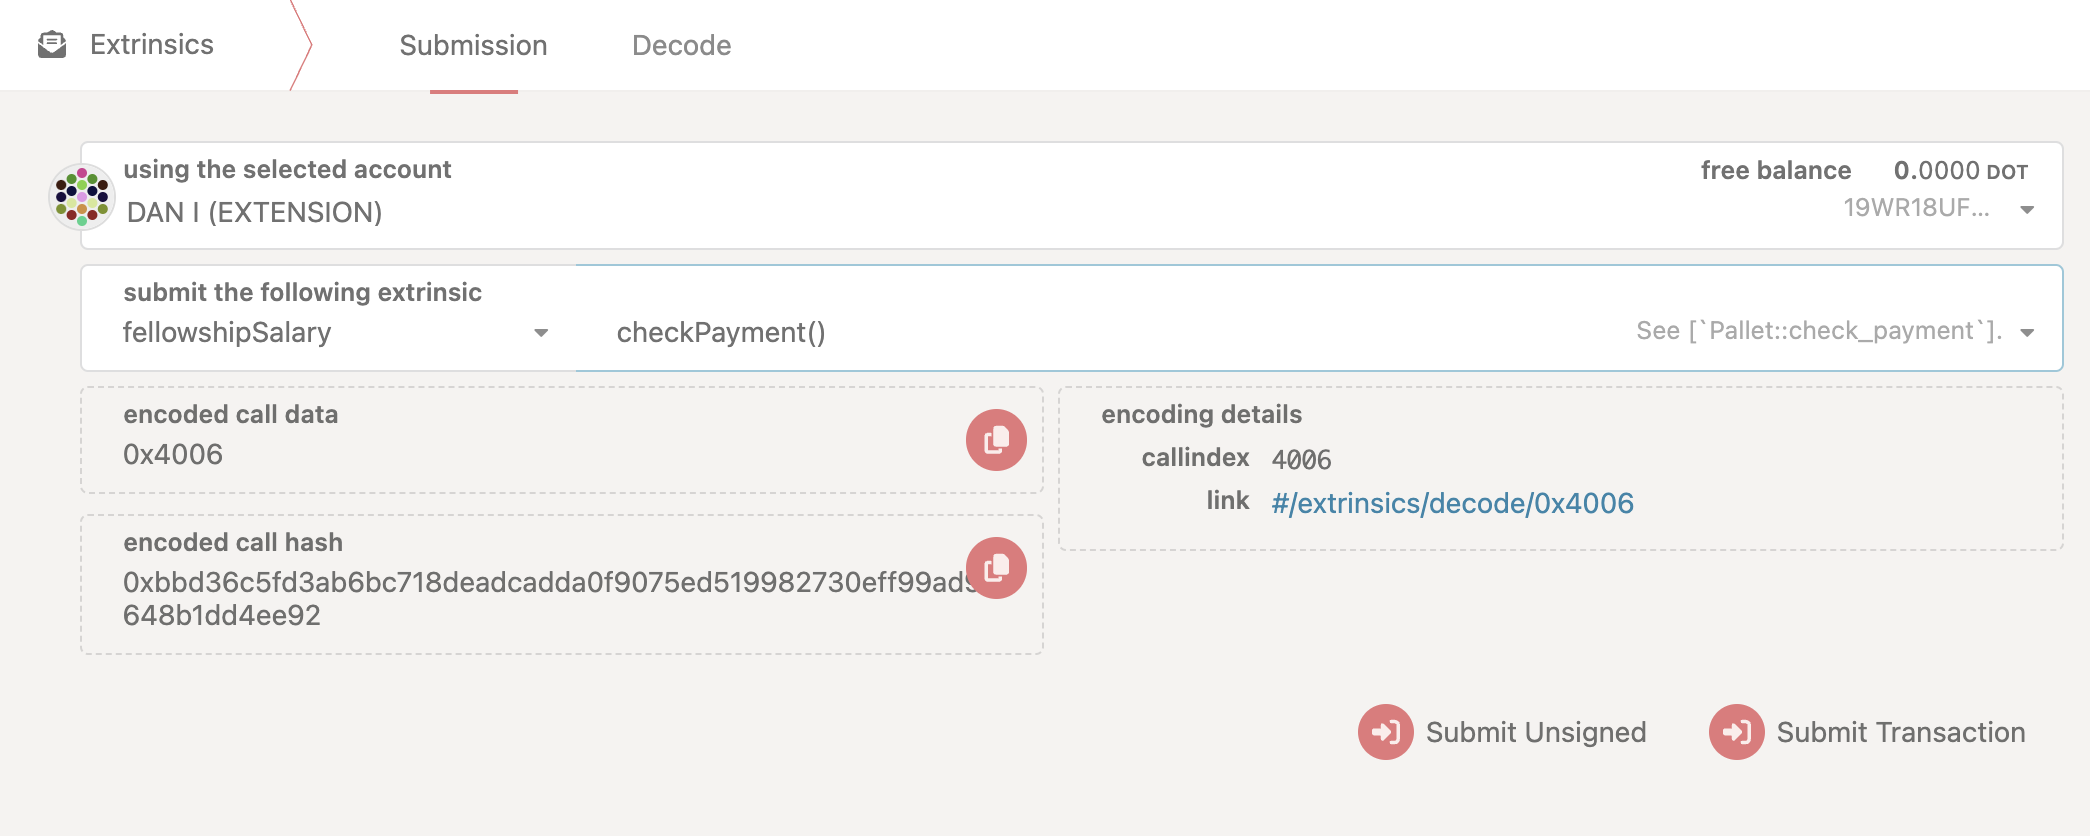 Extrinsics
Submission
Decode
using the selected account
DAN I (EXTENSION)
free balance 0.0000 DOT
19WR18UF...
submit the following extrinsic
fellowshipSalary
checkPayment()
See [`Pallet::check_payment`].
encoded call data
0x4006
encoded call hash
0xbbd36c5fd3ab6bc718deadcadda0f9075ed519982730eff99ad9
648b1dd4ee92
encoding details
callindex 4006
link #/extrinsics/decode/0x4006
Submit Unsigned
Submit Transaction